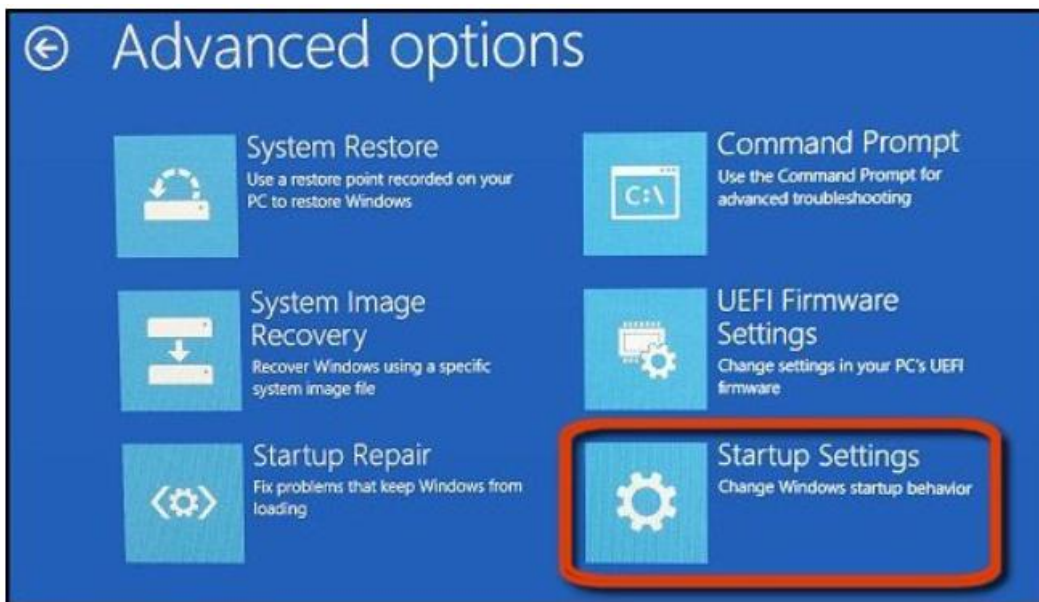 Advanced options
System Restore
Use a restore point recorded on your
PC to restore Windows
Command Prompt
Use the Command Prompt for
advanced troubleshooting
C:\
System Image
Recovery
Recover Windows using a specific
system image file
UEFI Firmware
Settings
Change settings in your PC's UEFI
firmware
Startup Repair
Fix problems that keep Windows from
loading
Startup Settings
Change Windows startup behavior